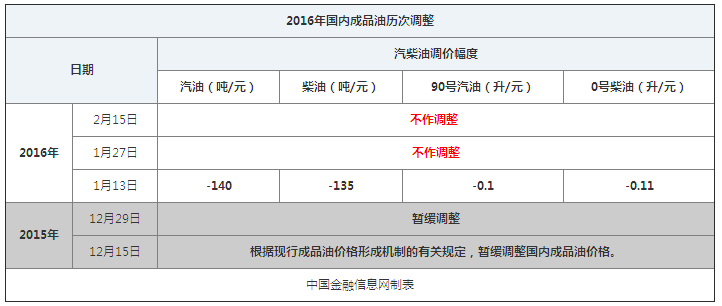 2016年国内成品油历次调整
日期
汽柴油调价幅度
汽油（吨/元） 柴油（吨/元） 90号汽油（升/元） 0号柴油（升/元）
2016年
2月15日 不作调整
1月27日 不作调整
1月13日 -140 -135 -0.1 -0.11
2015年
12月29日 暂缓调整
12月15日 根据现行成品油价格形成机制的有关规定，暂缓调整国内成品油价格。
中国金融信息网制表